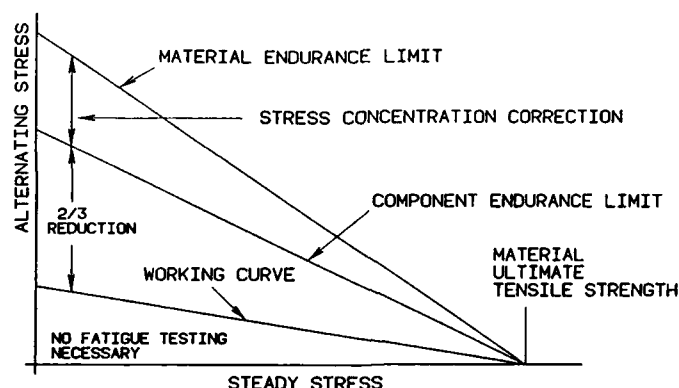 ALTERNATING STRESS
MATERIAL ENDURANCE LIMIT
STRESS CONCENTRATION CORRECTION
COMPONENT ENDURANCE LIMIT
2/3
REDUCTION
MATERIAL
ULTIMATE
TENSILE STRENGTH
WORKING CURVE
NO FATIGUE TESTING
NECESSARY
STEADY STRESS